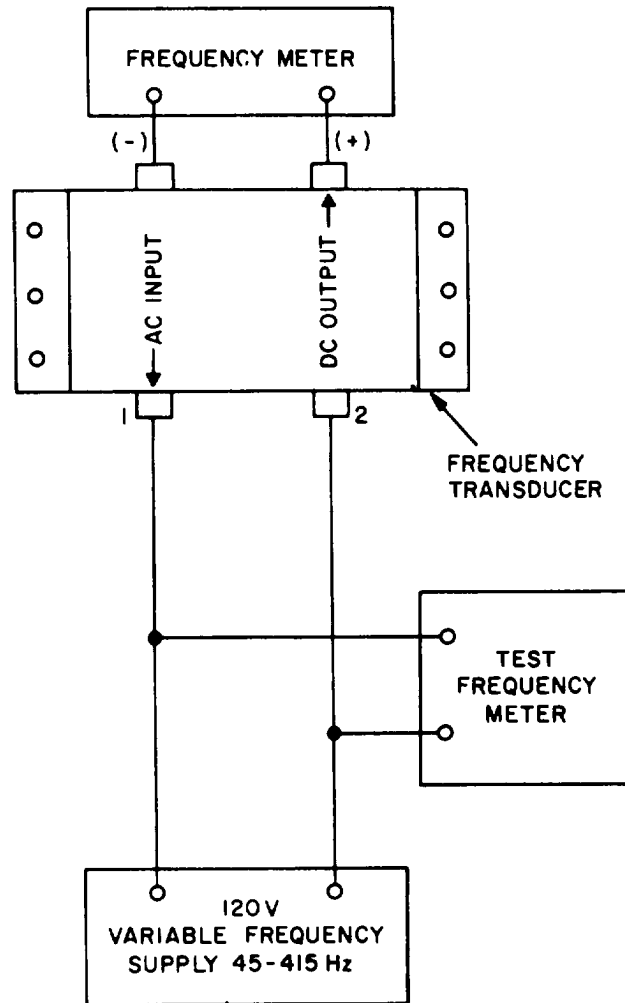 FREQUENCY METER
(-) (+)
AC INPUT
DC OUTPUT
1 2
FREQUENCY
TRANSDUCER
TEST
FREQUENCY
METER
120V
VARIABLE FREQUENCY
SUPPLY 45-415 Hz